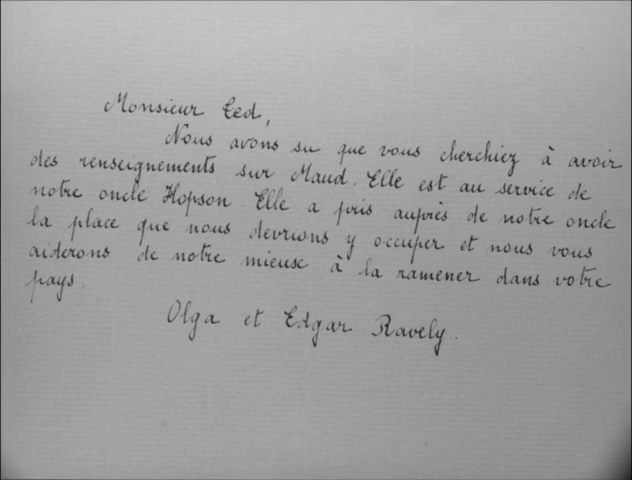 Monsieur Ted,
Nous avons su que vous cherchiez à avoir
des renseignements sur Maud. Elle est au service de
notre oncle Hopson. Elle a pris auprès de notre oncle
la place que nous devrions y occuper et nous vous
aiderons de notre mieux à la ramener dans votre
pays.
Olga et Edgar Ravely.